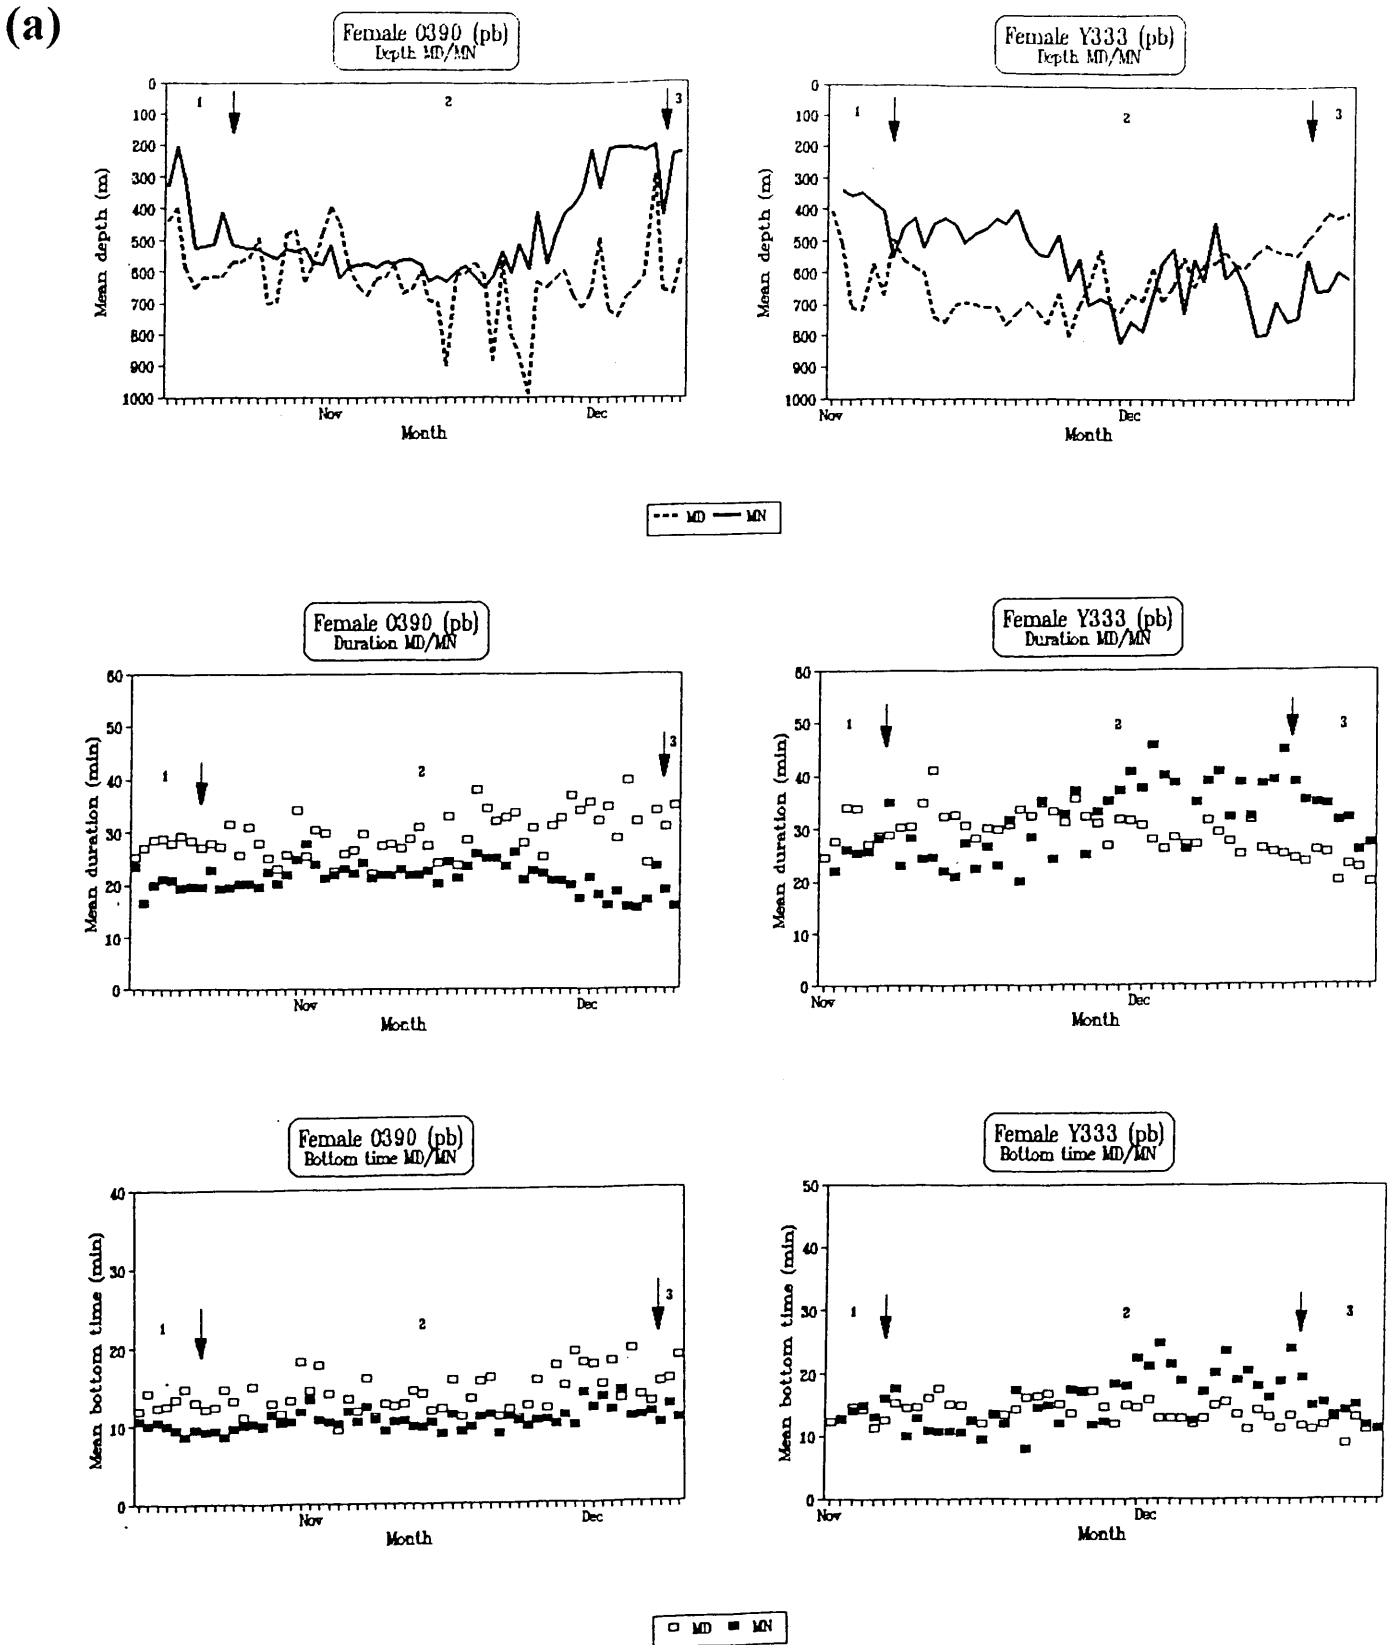 (a)
Female O390 (pb)
Depth MD/MN
Mean depth (m)
0
100
200
300
400
500
600
700
800
900
1000
1
2
3
Nov
Dec
Month
Female Y333 (pb)
Depth MD/MN
Mean depth (m)
0
100
200
300
400
500
600
700
800
900
1000
1
2
3
Nov
Dec
Month
MD MN
Female O390 (pb)
Duration MD/MN
Mean duration (min)
60
50
40
30
20
10
0
1
2
3
Nov
Dec
Month
Female Y333 (pb)
Duration MD/MN
Mean duration (min)
60
50
40
30
20
10
0
1
2
3
Nov
Dec
Month
Female O390 (pb)
Bottom time MD/MN
Mean bottom time (min)
40
30
20
10
0
1
2
3
Nov
Dec
Month
Female Y333 (pb)
Bottom time MD/MN
Mean bottom time (min)
50
40
30
20
10
0
1
2
3
Nov
Dec
Month
MD MN